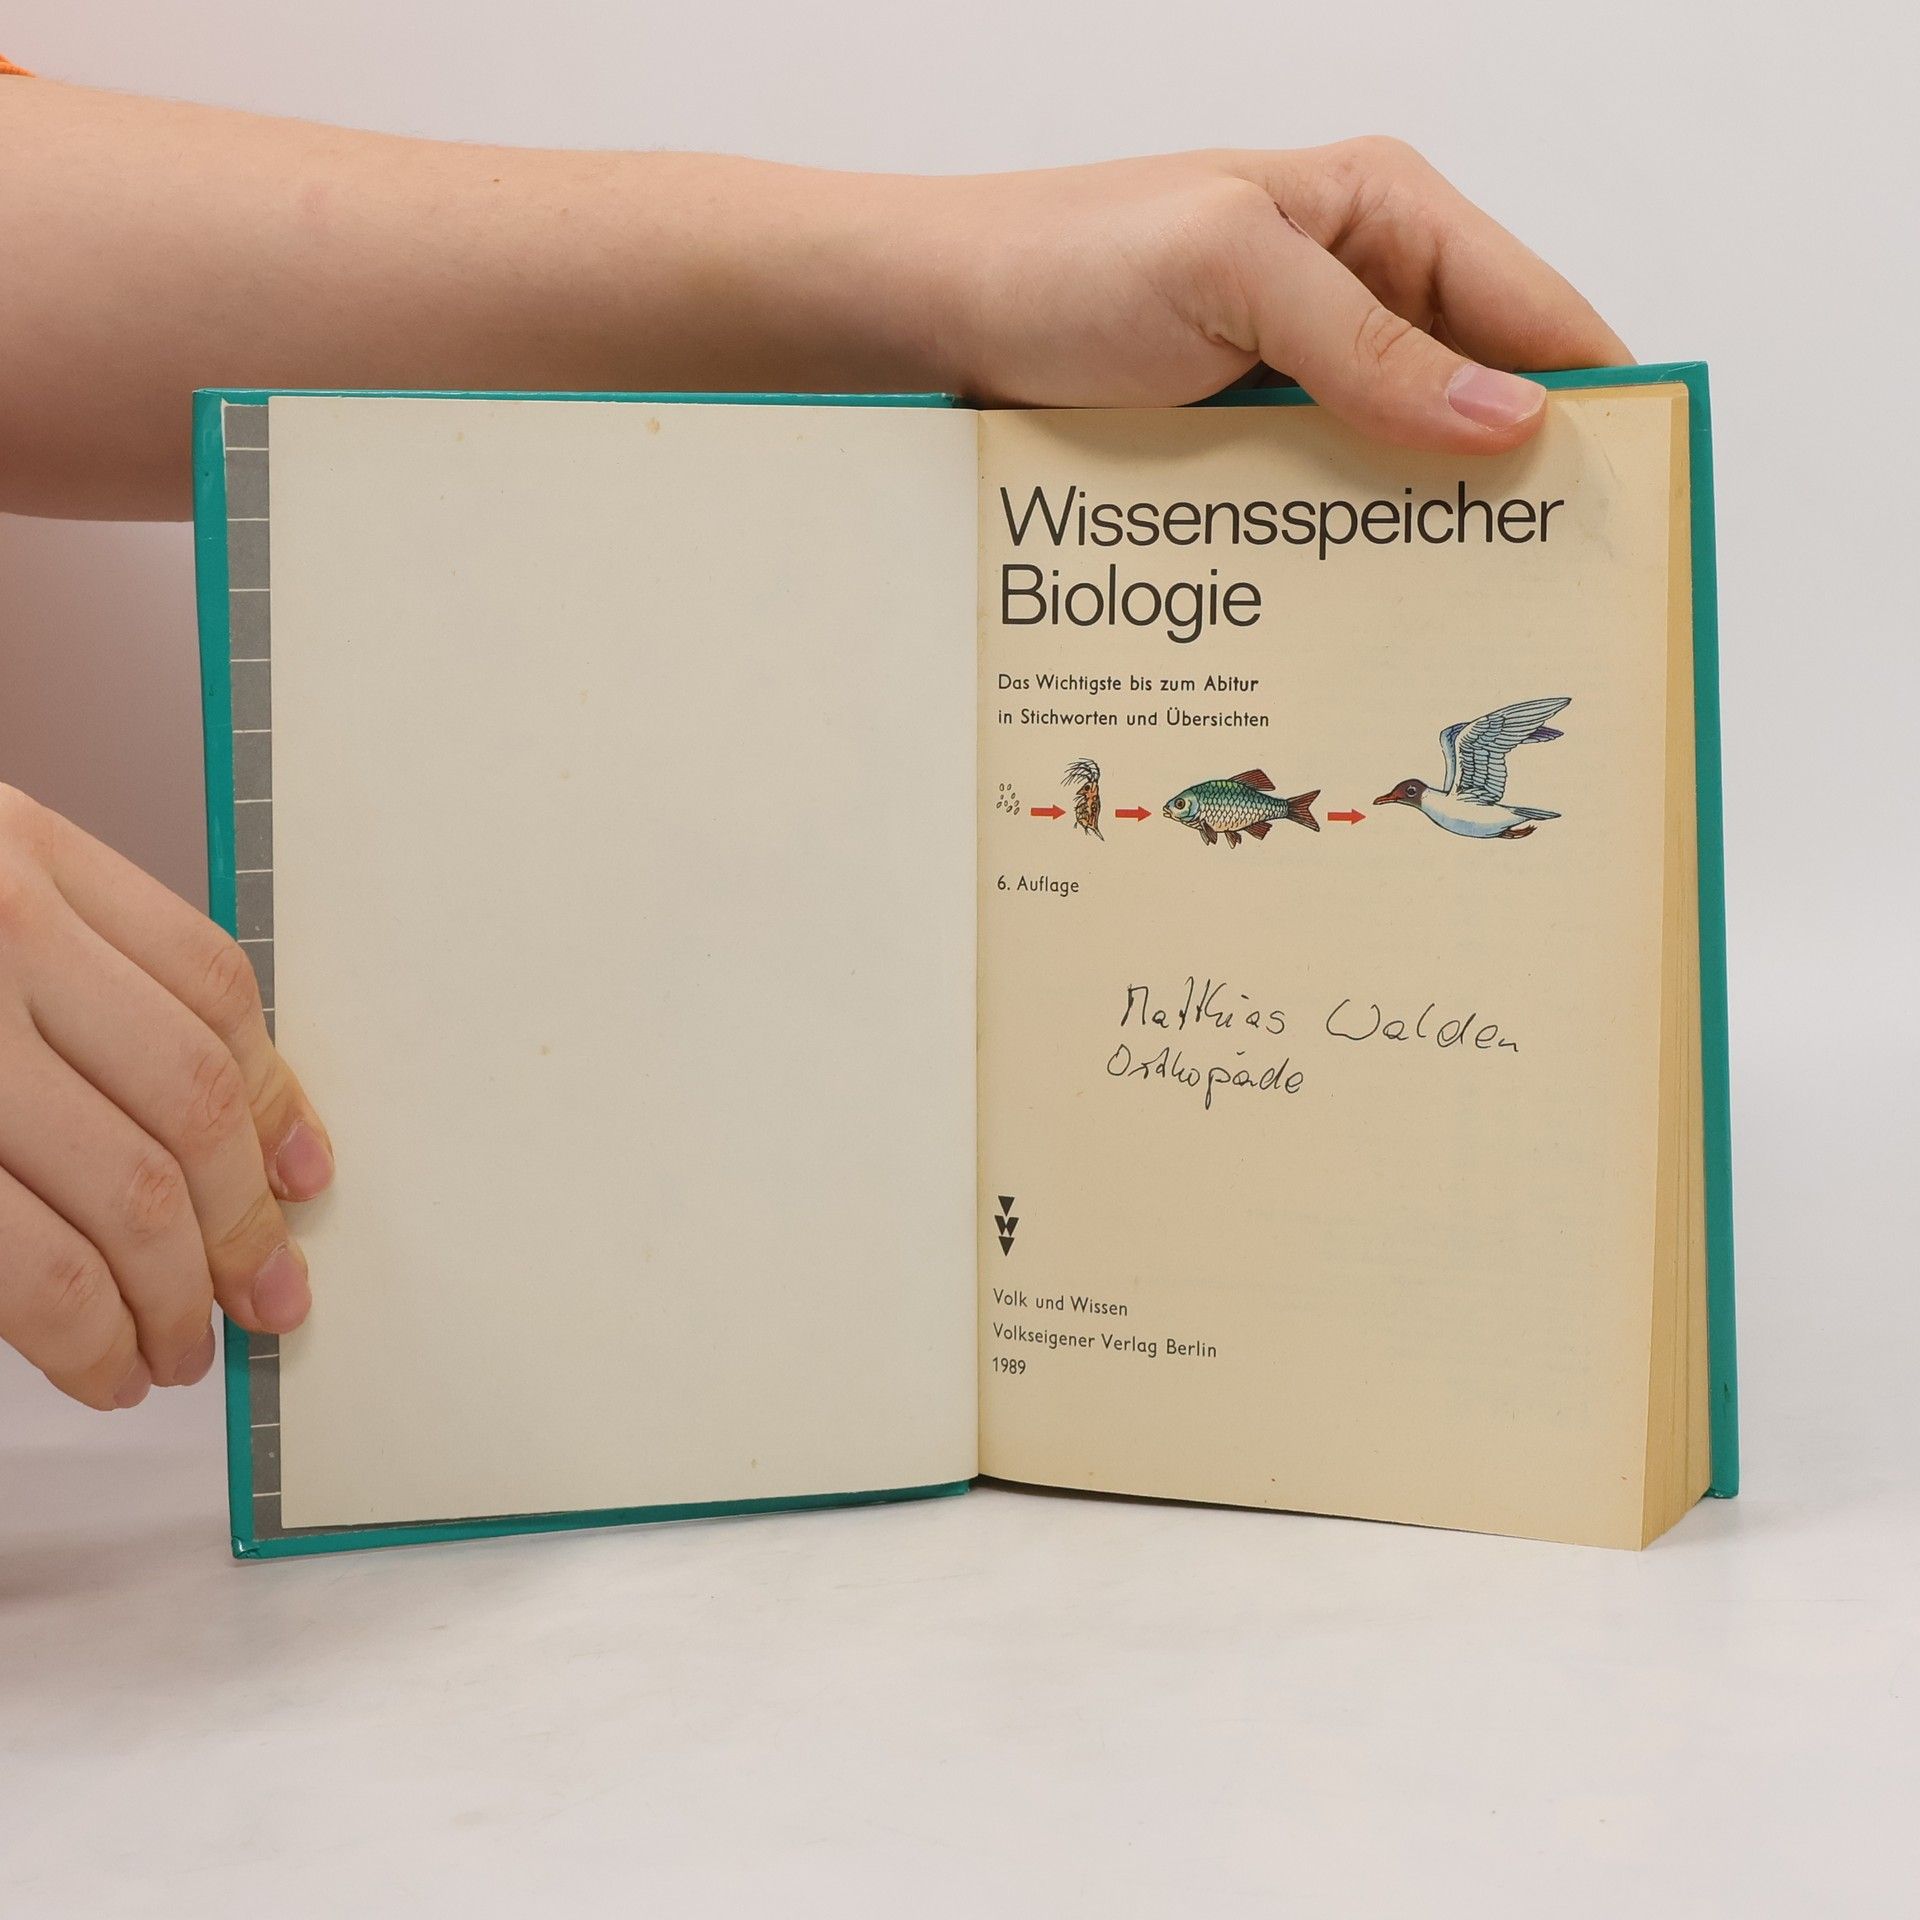 Wissensspeicher
Biologie
Das Wichtigste bis zum Abitur
in Stichworten und Übersichten
6. Auflage
Matthias Walden
Orthopäde
Volk und Wissen
Volkseigener Verlag Berlin
1989